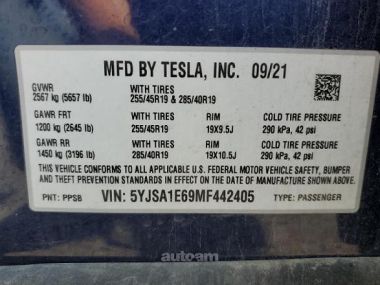 MFD BY TESLA, INC. 09/21
GVWR
2567 kg (5657 lb)
WITH TIRES
255/45R19 & 285/40R19
GAWR FRT
1200 kg (2645 lb)
WITH TIRES
255/45R19
RIM
19X9.5J
COLD TIRE PRESSURE
290 kPa, 42 psi
GAWR RR
1450 kg (3196 lb)
WITH TIRES
285/40R19
RIM
19X10.5J
COLD TIRE PRESSURE
290 kPa, 42 psi
THIS VEHICLE CONFORMS TO ALL APPLICABLE U.S. FEDERAL MOTOR VEHICLE SAFETY, BUMPER
AND THEFT PREVENTION STANDARDS IN EFFECT ON THE DATE OF MANUFACTURE SHOWN ABOVE.
PNT: PPSB VIN: 5YJSA1E69MF442405 TYPE: PASSENGER
autoam